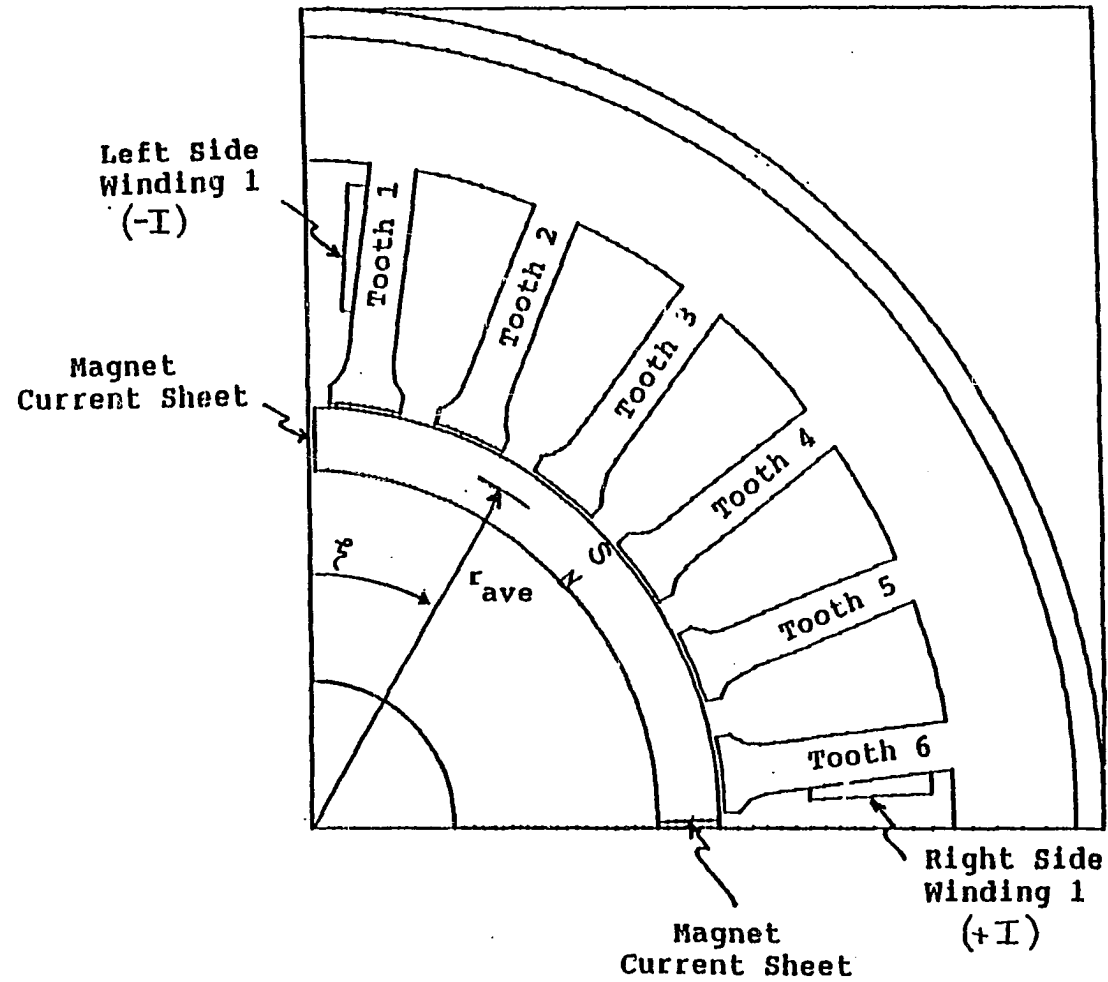 Left Side
Winding 1
(-I)
Tooth 1
Tooth 2
Tooth 3
Tooth 4
Tooth 5
Tooth 6
Magnet
Current Sheet
ξ
r ave
S
N
Right Side
Winding 1
(+I)
Magnet
Current Sheet